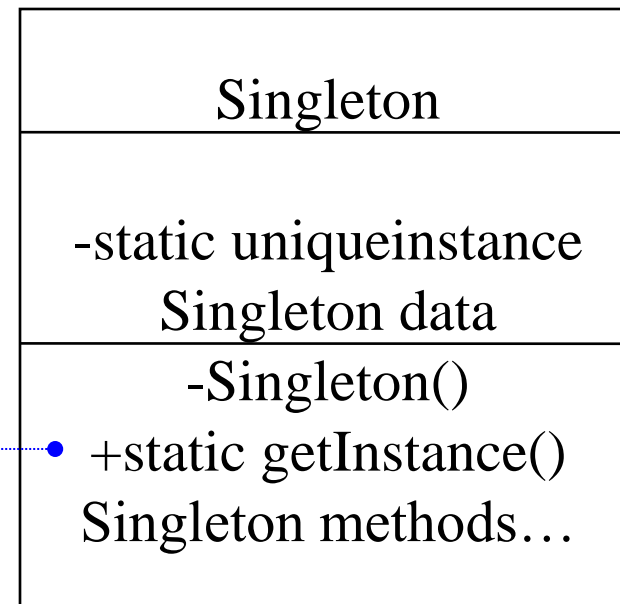 Singleton
-static uniqueinstance
Singleton data
-Singleton()
+static getInstance()
Singleton methods…